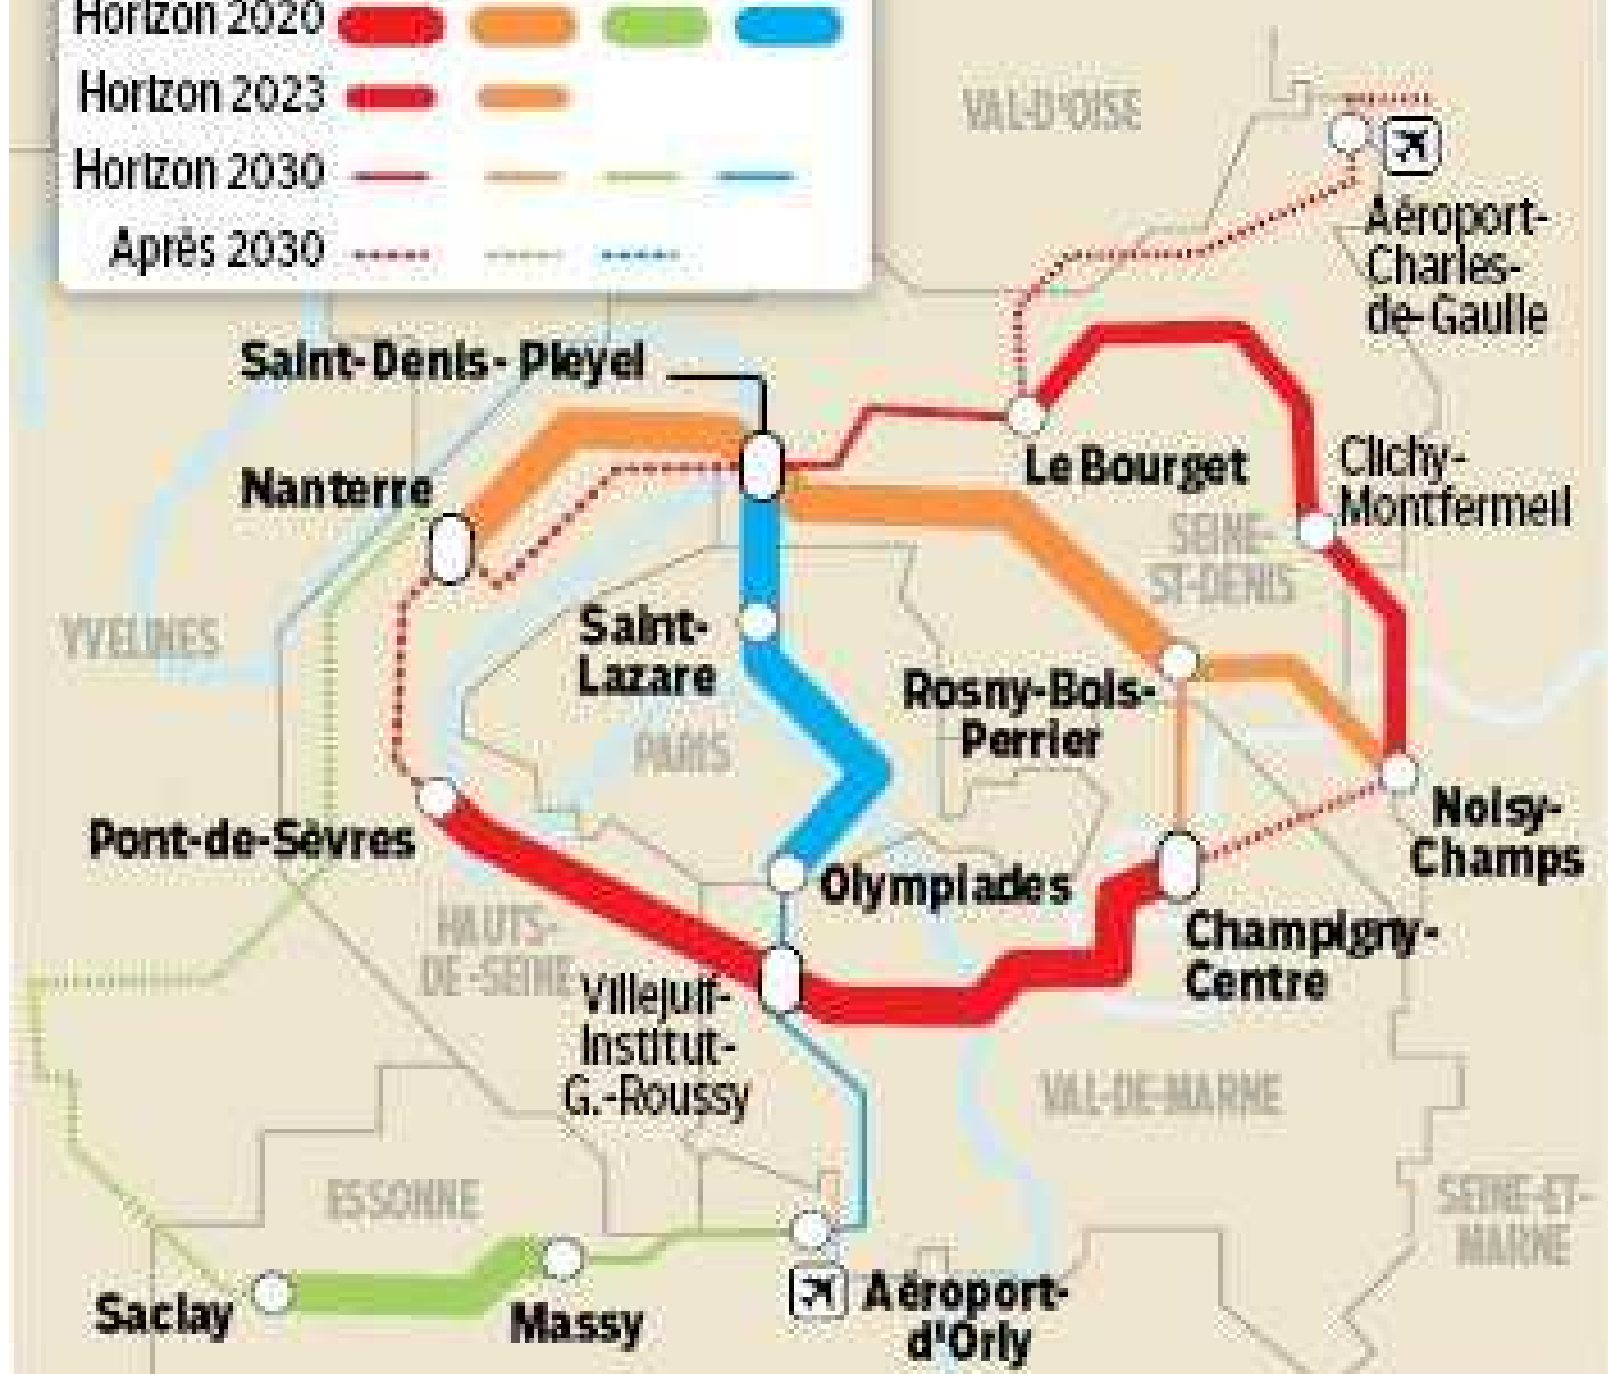 Horizon 2020
Horizon 2023
Horizon 2030
Après 2030
VAL-D'OISE
Aéroport-
Charles-
de-Gaulle
Saint-Denis-Pleyel
Nanterre
Le Bourget
Clichy-
Montfermeil
SEINE-
ST-DENIS
YVELINES
Saint-
Lazare
PARIS
Rosny-Bois-
Perrier
Pont-de-Sèvres
Noisy-
Champs
Olympiades
HAUTS-
DE-SEINE
Champigny-
Centre
Villejuif-
Institut-
G.-Roussy
VAL-DE-MARNE
ESSONNE
SEINE-ET-
MARNE
Saclay
Massy
Aéroport-
d'Orly